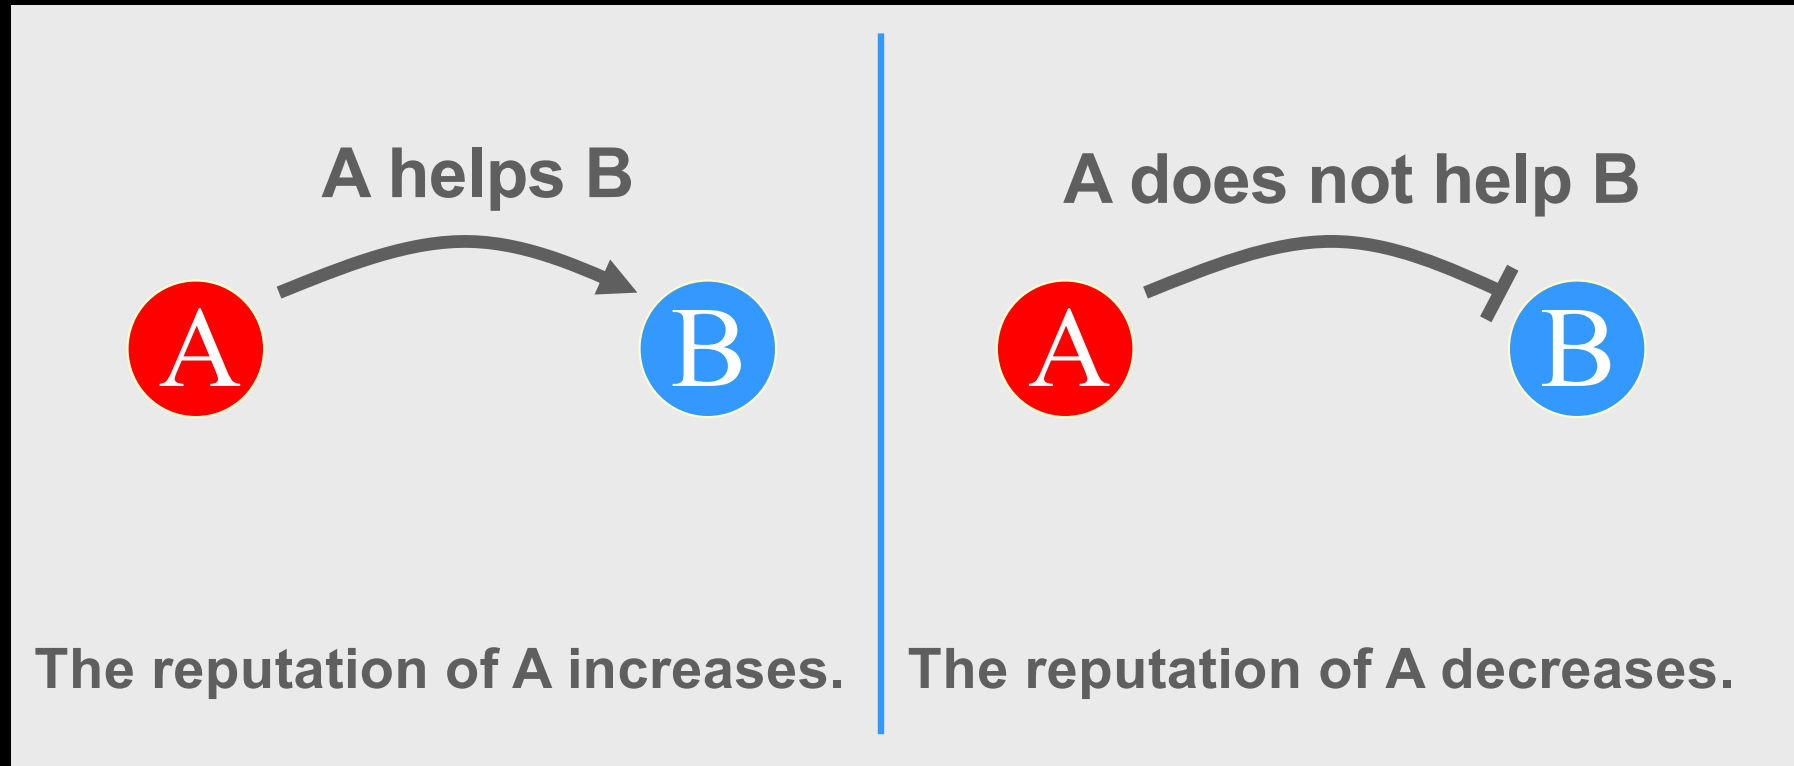 A helps B
A
B
The reputation of A increases.
A does not help B
A
B
The reputation of A decreases.